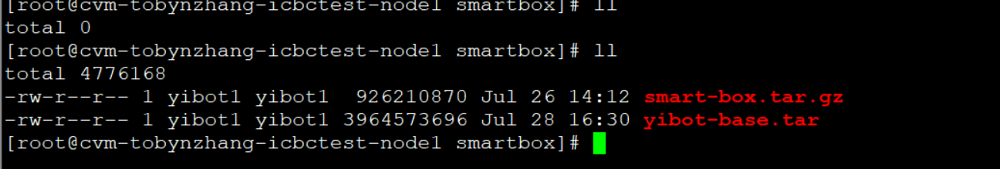 [root@cvm-tobynzhang-icbctest-node1 smartbox]# ll
total 0
[root@cvm-tobynzhang-icbctest-node1 smartbox]# ll
total 4776168
-rw-r--r-- 1 yibot1 yibot1  926210870 Jul 26 14:12 smart-box.tar.gz
-rw-r--r-- 1 yibot1 yibot1 3964573696 Jul 28 16:30 yibot-base.tar
[root@cvm-tobynzhang-icbctest-node1 smartbox]#